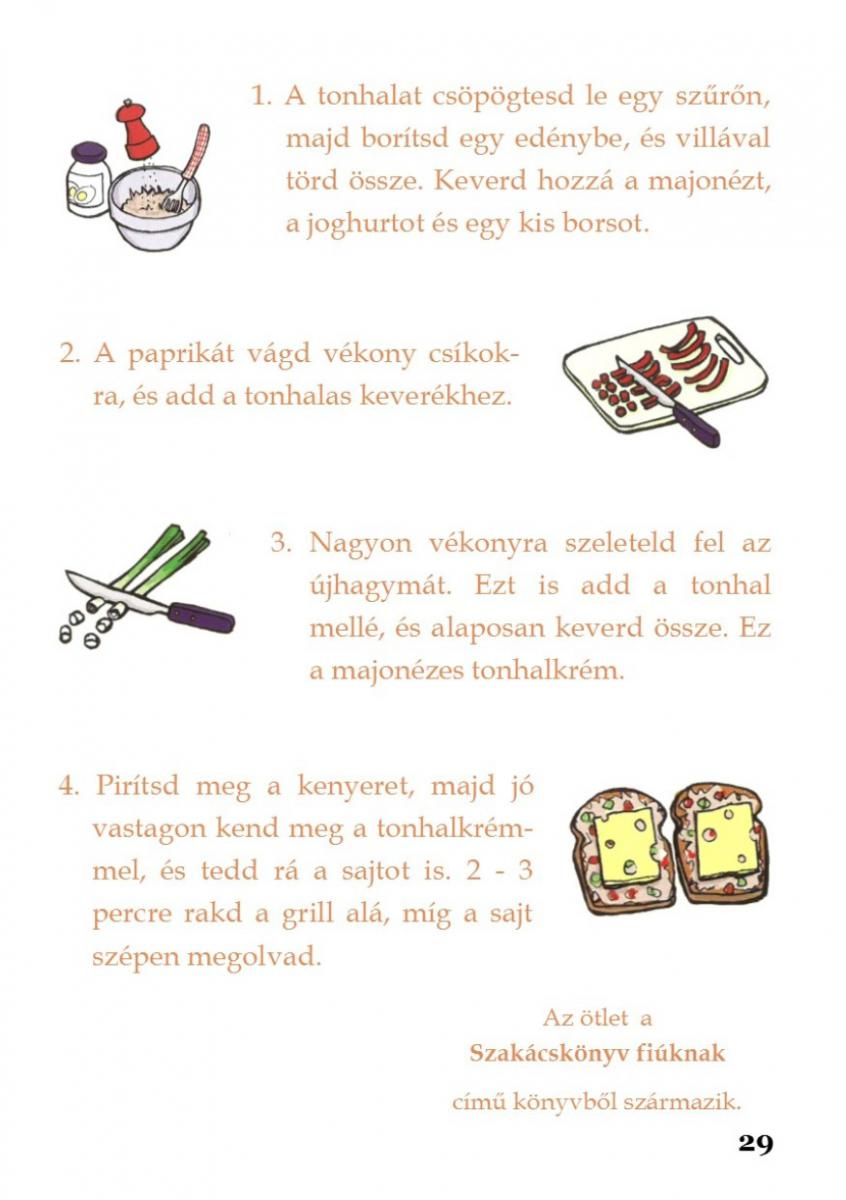 1. A tonhalat csöpögtesd le egy szűrőn,
majd borítsd egy edénybe, és villával
törd össze. Keverd hozzá a majonézt,
a joghurtot és egy kis borsot.
2. A paprikát vágd vékony csíkok-
ra, és add a tonhalas keverékhez.
3. Nagyon vékonyra szeleteld fel az
újhagymát. Ezt is add a tonhal
mellé, és alaposan keverd össze. Ez
a majonézes tonhalkrém.
4. Pirítsd meg a kenyeret, majd jó
vastagon kend meg a tonhalkrém-
mel, és tedd rá a sajtot is. 2 - 3
percre rakd a grill alá, míg a sajt
szépen megolvad.
Az ötlet a
Szakácskönyv fiúknak
című könyvből származik.
29